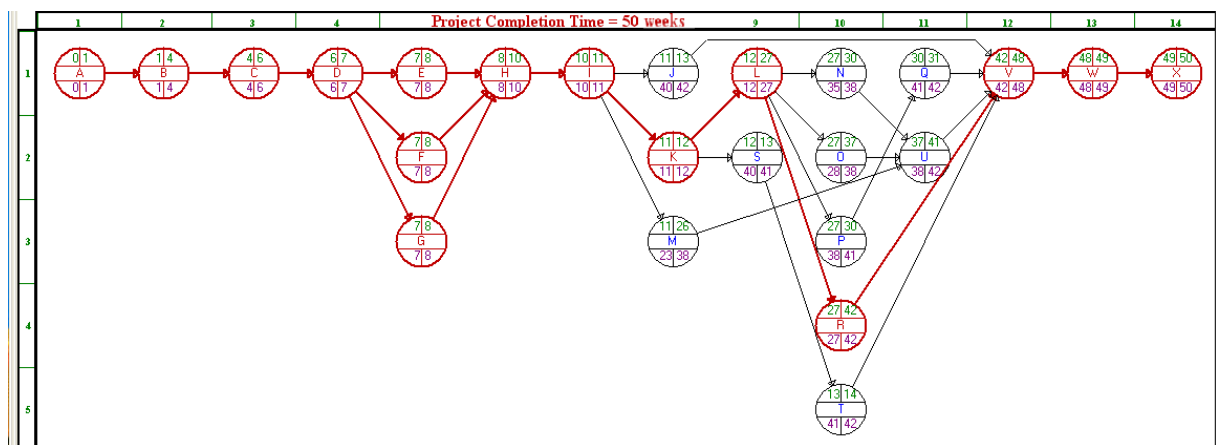 1 2 3 4 Project Completion Time = 50 weeks 9 10 11 12 13 14
1
0 1 1 4 4 6 6 7 7 8 8 10 10 11 11 13 12 27 27 30 30 31 42 48 48 49 49 50
A B C D E H I J L N Q V W X
0 1 1 4 4 6 6 7 7 8 8 10 10 11 40 42 12 27 35 38 41 42 42 48 48 49 49 50
2
7 8 11 12 12 13 27 37 37 41
F K S O U
7 8 11 12 40 41 28 38 38 42
3
7 8 11 26 27 30
G M P
7 8 23 38 38 41
4
27 42
R
27 42
5
13 14
T
41 42